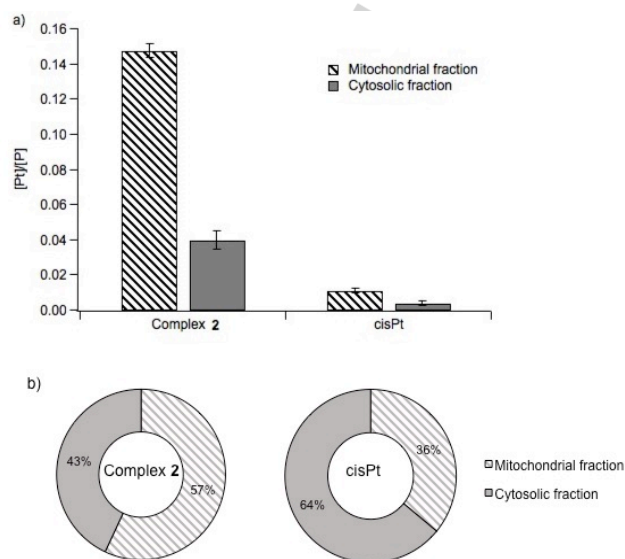 a)
0.16
0.14
0.12
0.10
0.08
0.06
0.04
0.02
0.00
[Pt]/[P]
Mitochondrial fraction
Cytosolic fraction
Complex 2
cisPt
b)
43%
Complex 2
57%
36%
cisPt
64%
Mitochondrial fraction
Cytosolic fraction